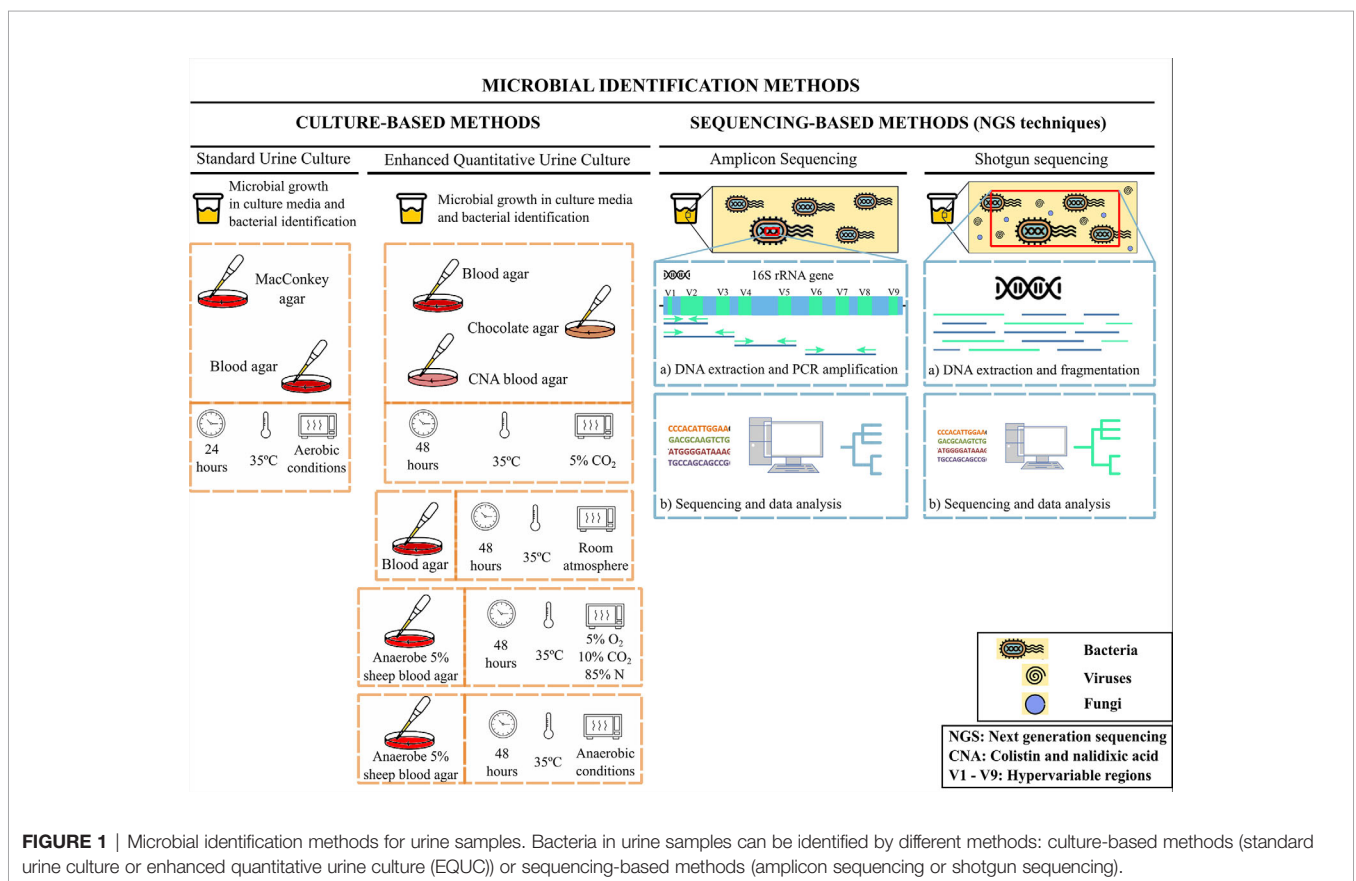 MICROBIAL IDENTIFICATION METHODS
CULTURE-BASED METHODS
Standard Urine Culture
Microbial growth
in culture media and
bacterial identification
MacConkey
agar
Blood agar
24
hours
35ºC
Aerobic
conditions
Enhanced Quantitative Urine Culture
Microbial growth in culture media
and bacterial identification
Blood agar
Chocolate agar
CNA blood agar
48
hours
35ºC
5% CO₂
Blood agar
48
hours
35ºC
Room
atmosphere
Anaerobe 5%
sheep blood agar
48
hours
35ºC
5% O₂
10% CO₂
85% N
Anaerobe 5%
sheep blood agar
48
hours
35ºC
Anaerobic
conditions
SEQUENCING-BASED METHODS (NGS techniques)
Amplicon Sequencing
16S rRNA gene
V1 V2 V3 V4 V5 V6 V7 V8 V9
a) DNA extraction and PCR amplification
CCCACATTGGAA
GACGCAAGTCTG
ATGGGGATAAAG
TGCCAGCAGCCG
b) Sequencing and data analysis
Shotgun sequencing
a) DNA extraction and fragmentation
CCCACATTGGAA
GACGCAAGTCTG
ATGGGGATAAAG
TGCCAGCAGCCG
b) Sequencing and data analysis
Bacteria
Viruses
Fungi
NGS: Next generation sequencing
CNA: Colistin and nalidixic acid
V1 - V9: Hypervariable regions
FIGURE 1 | Microbial identification methods for urine samples. Bacteria in urine samples can be identified by different methods: culture-based methods (standard
urine culture or enhanced quantitative urine culture (EQUC)) or sequencing-based methods (amplicon sequencing or shotgun sequencing).